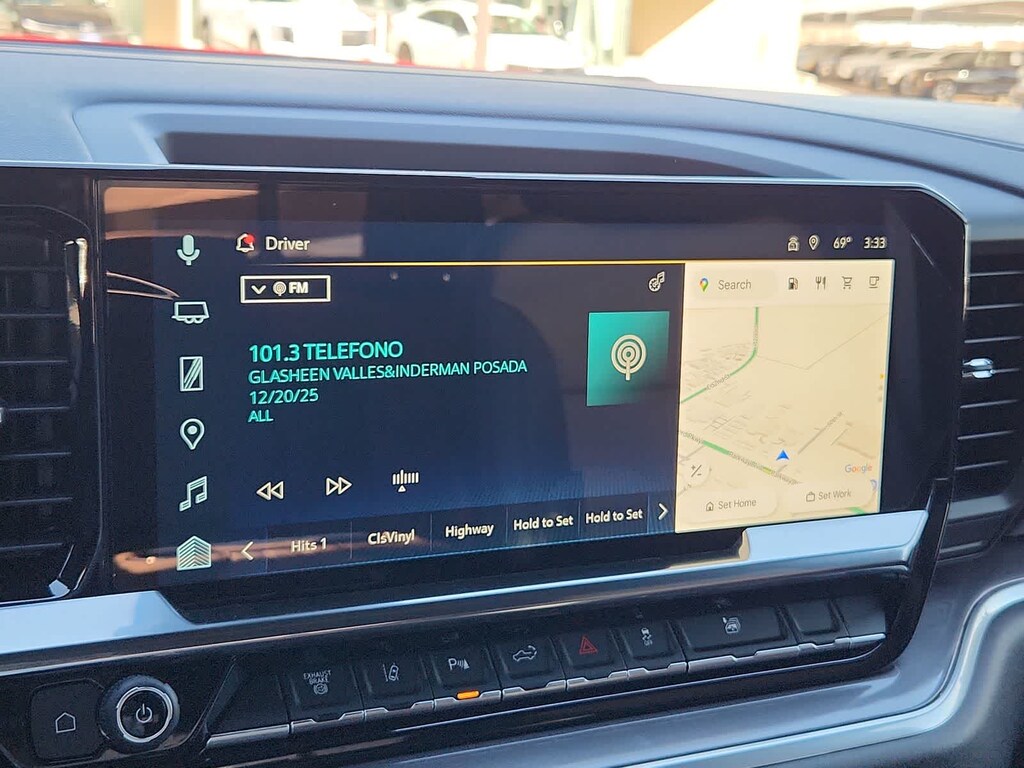 Driver
69° 3:33
FM
Search
101.3 TELEFONO
GLASHEEN VALLES&INDERMAN POSADA
12/20/25
ALL
Google
Set Home
Set Work
Hits 1
ClsVinyl
Highway
Hold to Set
Hold to Set
EXHAUST
BRAKE
P
OFF